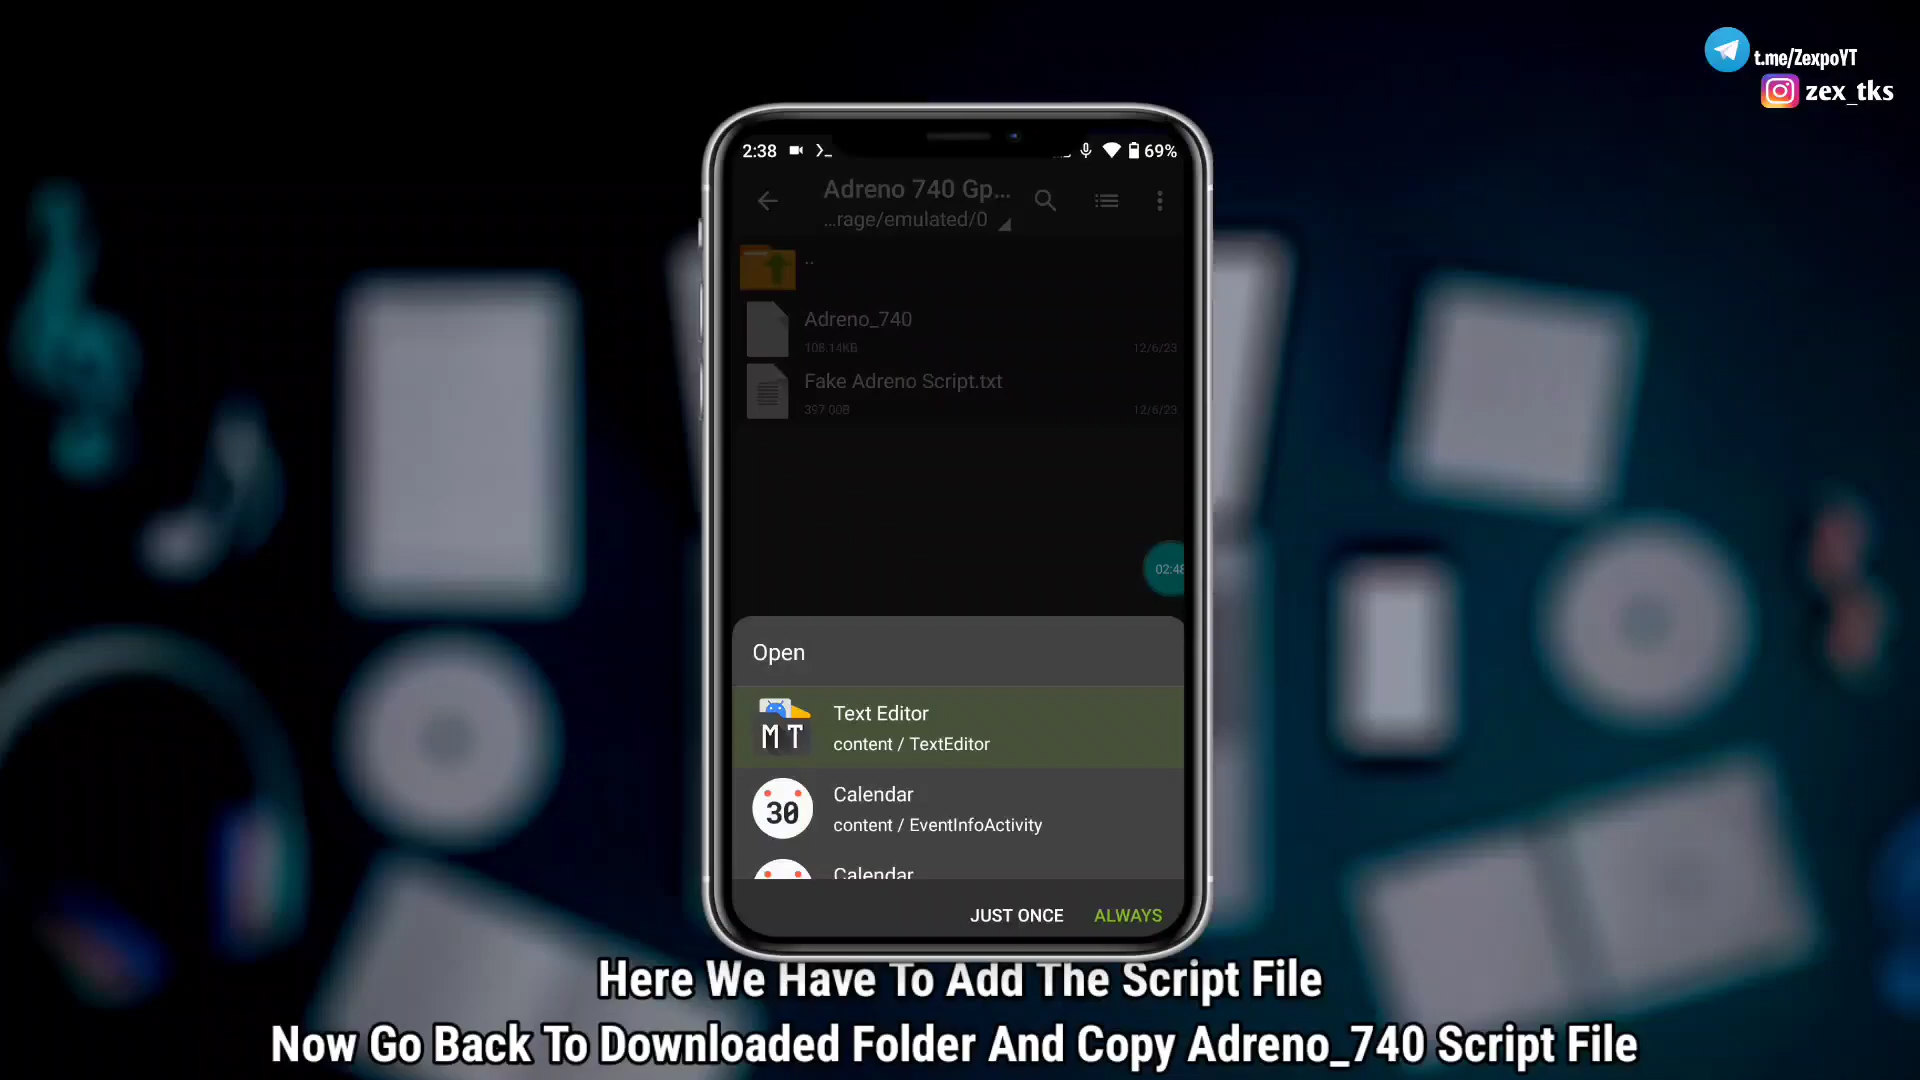 t.me/ZexpoYT
zex_tks
2:38
69%
Adreno 740 Gp...
...rage/emulated/0
..
Adreno_740
108.14KB
12/6/23
Fake Adreno Script.txt
397.00B
12/6/23
02:48
Open
MT
Text Editor
content / TextEditor
30
Calendar
content / EventInfoActivity
Calendar
JUST ONCE
ALWAYS
Here We Have To Add The Script File
Now Go Back To Downloaded Folder And Copy Adreno_740 Script File